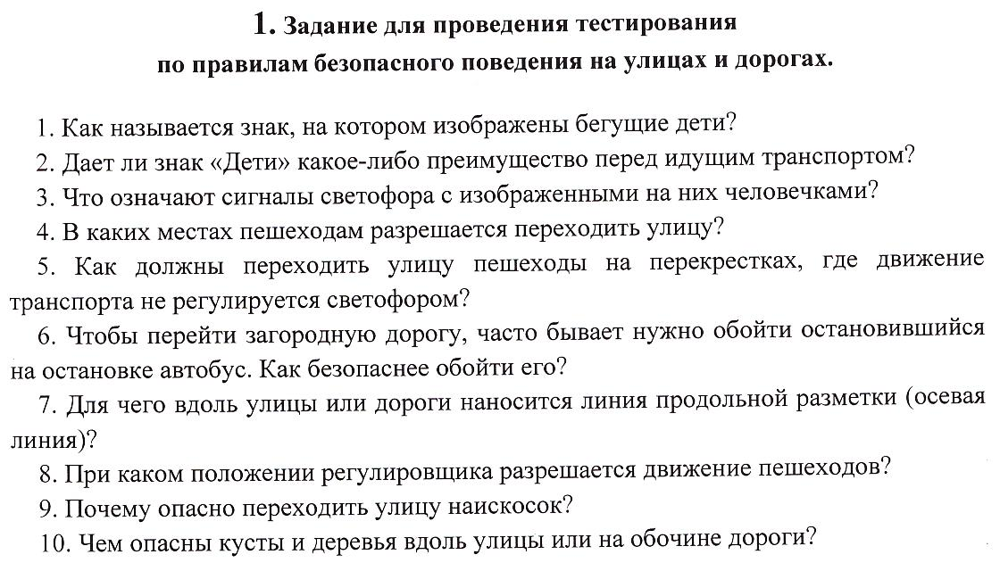 1. Задание для проведения тестирования
по правилам безопасного поведения на улицах и дорогах.
1. Как называется знак, на котором изображены бегущие дети?
2. Дает ли знак «Дети» какое-либо преимущество перед идущим транспортом?
3. Что означают сигналы светофора с изображенными на них человечками?
4. В каких местах пешеходам разрешается переходить улицу?
5. Как должны переходить улицу пешеходы на перекрестках, где движение
транспорта не регулируется светофором?
6. Чтобы перейти загородную дорогу, часто бывает нужно обойти остановившийся
на остановке автобус. Как безопаснее обойти его?
7. Для чего вдоль улицы или дороги наносится линия продольной разметки (осевая
линия)?
8. При каком положении регулировщика разрешается движение пешеходов?
9. Почему опасно переходить улицу наискосок?
10. Чем опасны кусты и деревья вдоль улицы или на обочине дороги?